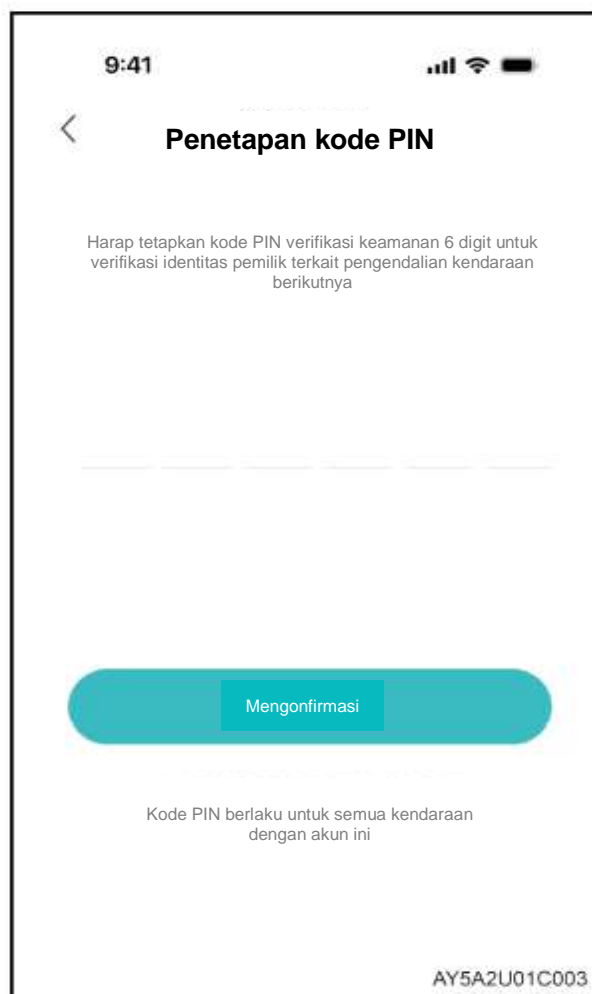 9:41
Penetapan kode PIN
Harap tetapkan kode PIN verifikasi keamanan 6 digit untuk
verifikasi identitas pemilik terkait pengendalian kendaraan
berikutnya
Mengonfirmasi
Kode PIN berlaku untuk semua kendaraan
dengan akun ini
AY5A2U01C003